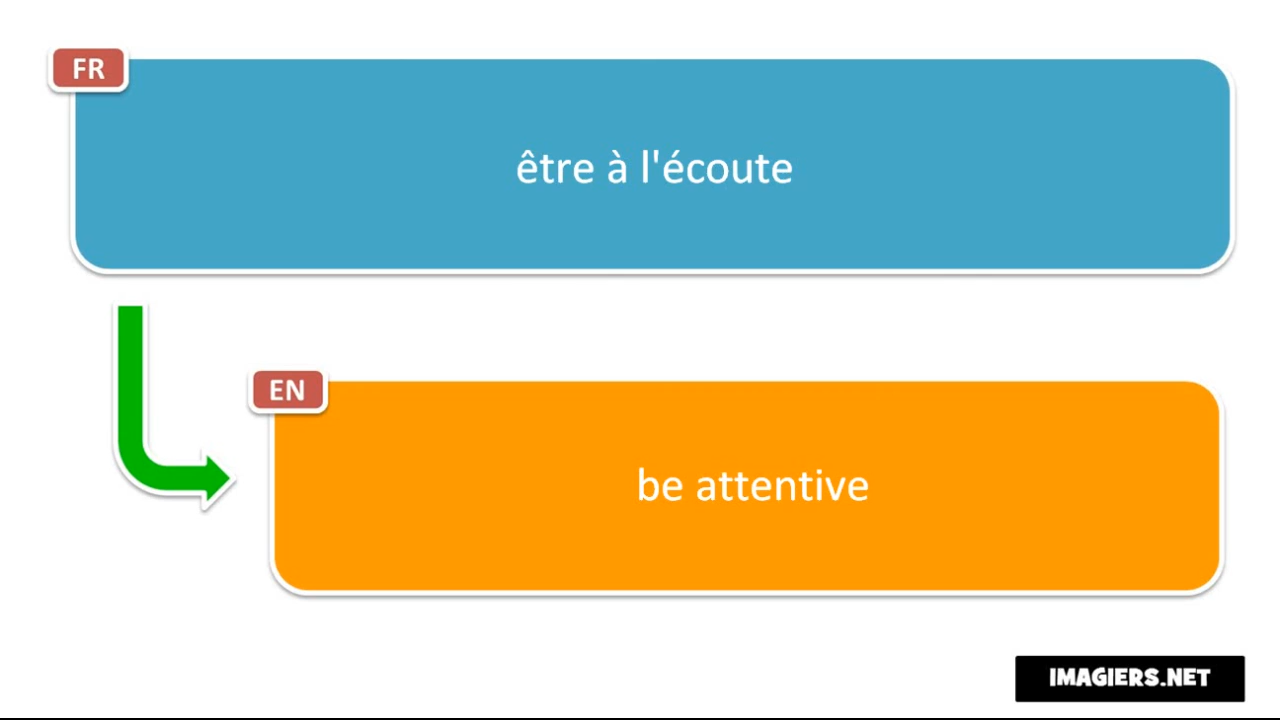 FR
être à l'écoute
EN
be attentive
IMAGIERS.NET